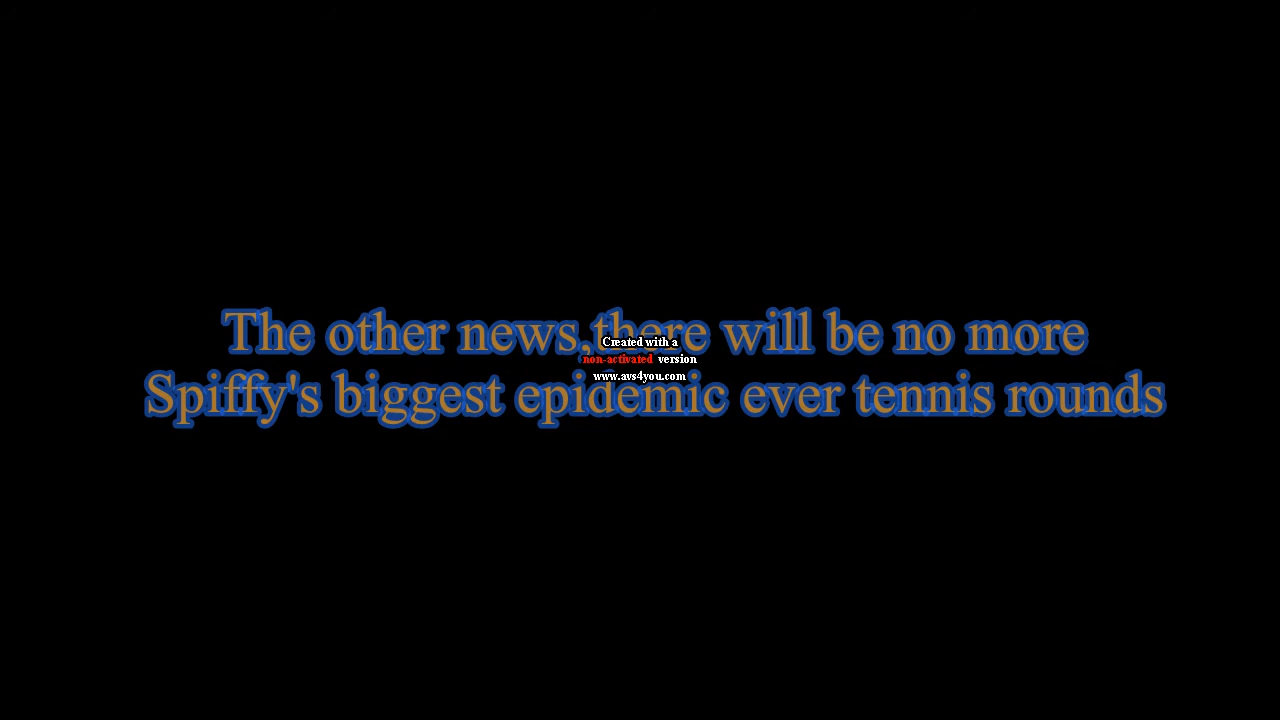 The other news,there will be no more
Created with a
non-activated version
www.avs4you.com
Spiffy's biggest epidemic ever tennis rounds